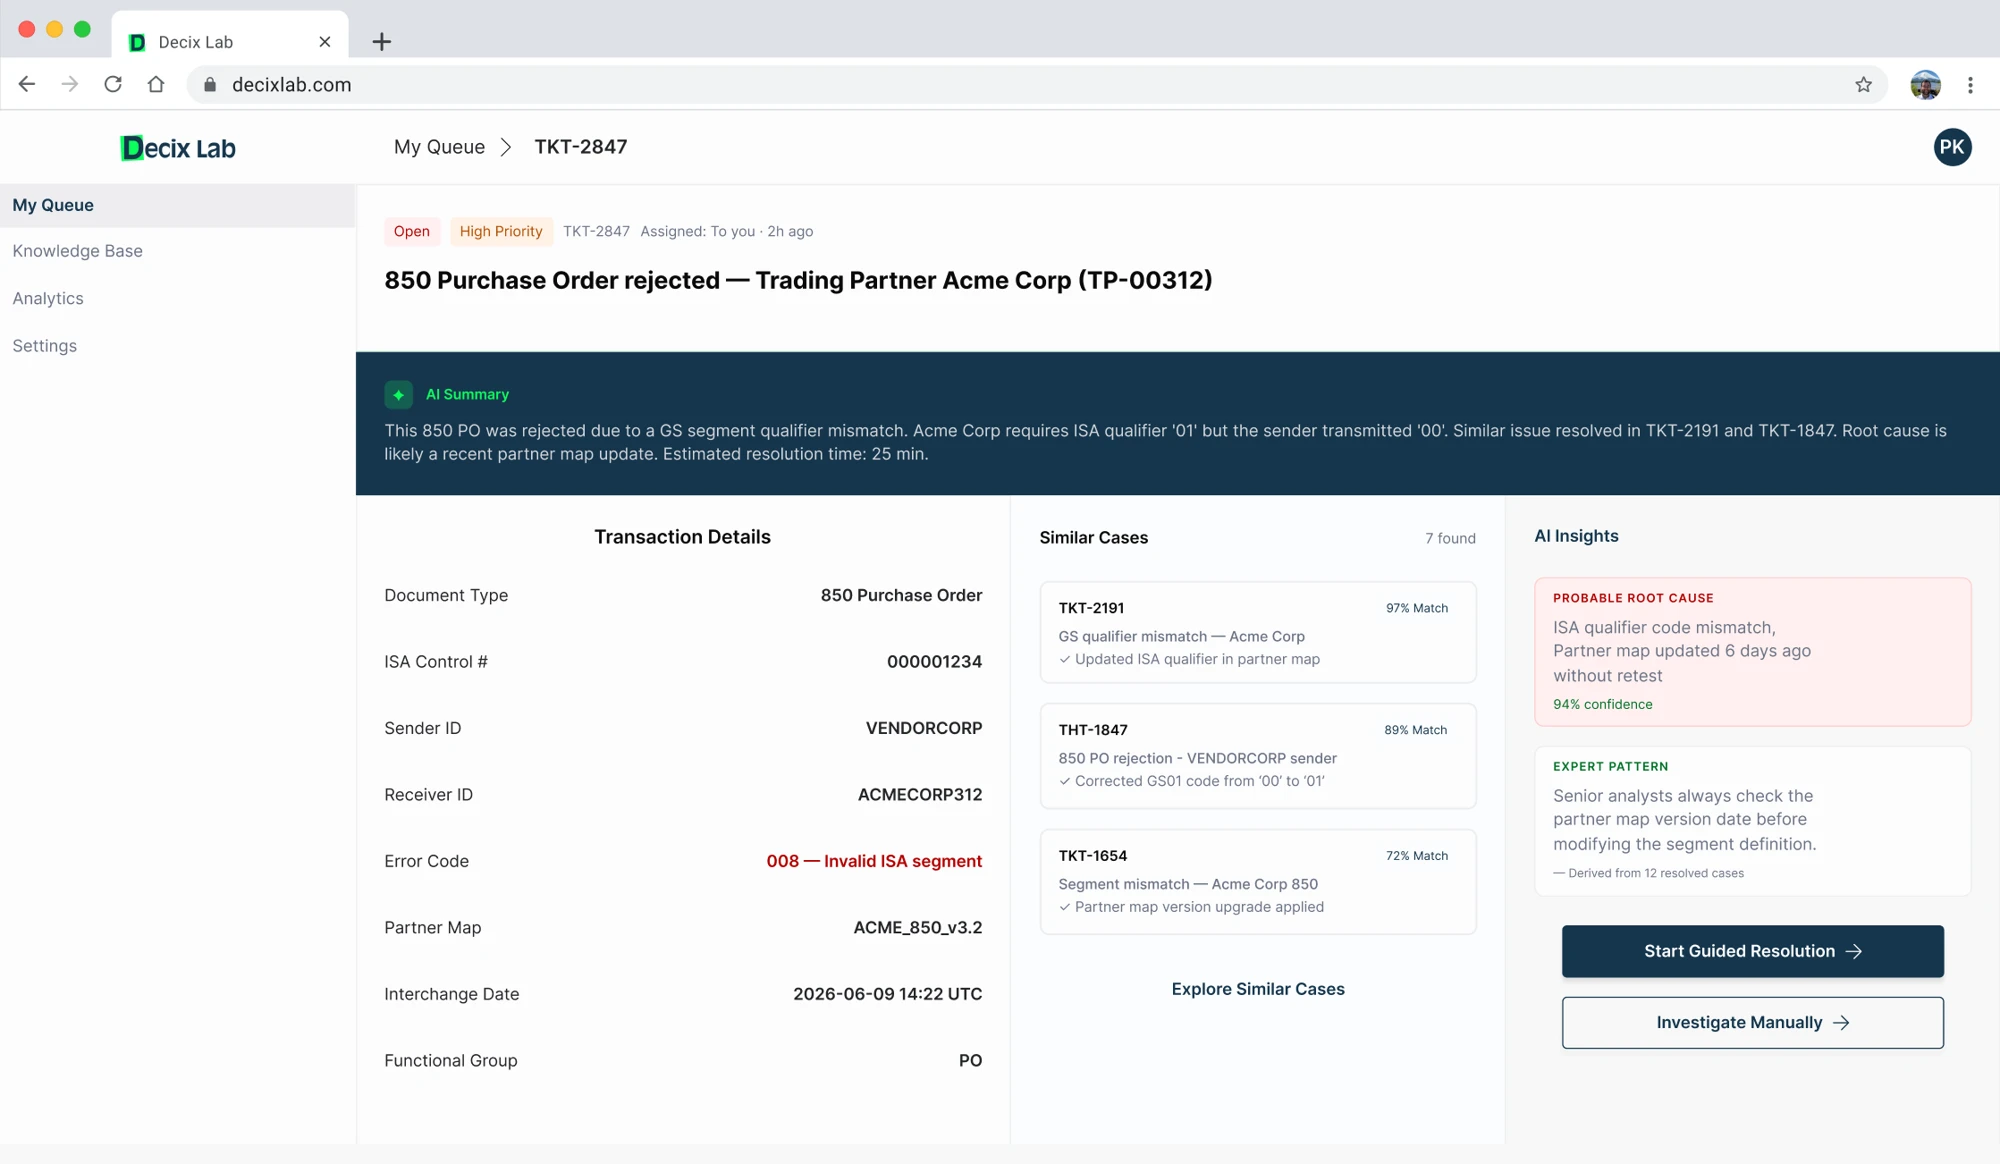 Decix Lab
decixlab.com
Decix Lab
My Queue
TKT-2847
PK
My Queue
Knowledge Base
Analytics
Settings
Open
High Priority
TKT-2847
Assigned: To you · 2h ago
850 Purchase Order rejected — Trading Partner Acme Corp (TP-00312)
AI Summary
This 850 PO was rejected due to a GS segment qualifier mismatch. Acme Corp requires ISA qualifier '01' but the sender transmitted '00'. Similar issue resolved in TKT-2191 and TKT-1847. Root cause is
likely a recent partner map update. Estimated resolution time: 25 min.
Transaction Details
Document Type
850 Purchase Order
ISA Control #
000001234
Sender ID
VENDORCORP
Receiver ID
ACMECORP312
Error Code
008 — Invalid ISA segment
Partner Map
ACME_850_v3.2
Interchange Date
2026-06-09 14:22 UTC
Functional Group
PO
Similar Cases
7 found
TKT-2191
97% Match
GS qualifier mismatch — Acme Corp
✓ Updated ISA qualifier in partner map
THT-1847
89% Match
850 PO rejection - VENDORCORP sender
✓ Corrected GS01 code from ‘00’ to ‘01’
TKT-1654
72% Match
Segment mismatch — Acme Corp 850
✓ Partner map version upgrade applied
Explore Similar Cases
AI Insights
PROBABLE ROOT CAUSE
ISA qualifier code mismatch,
Partner map updated 6 days ago
without retest
94% confidence
EXPERT PATTERN
Senior analysts always check the
partner map version date before
modifying the segment definition.
— Derived from 12 resolved cases
Start Guided Resolution →
Investigate Manually →